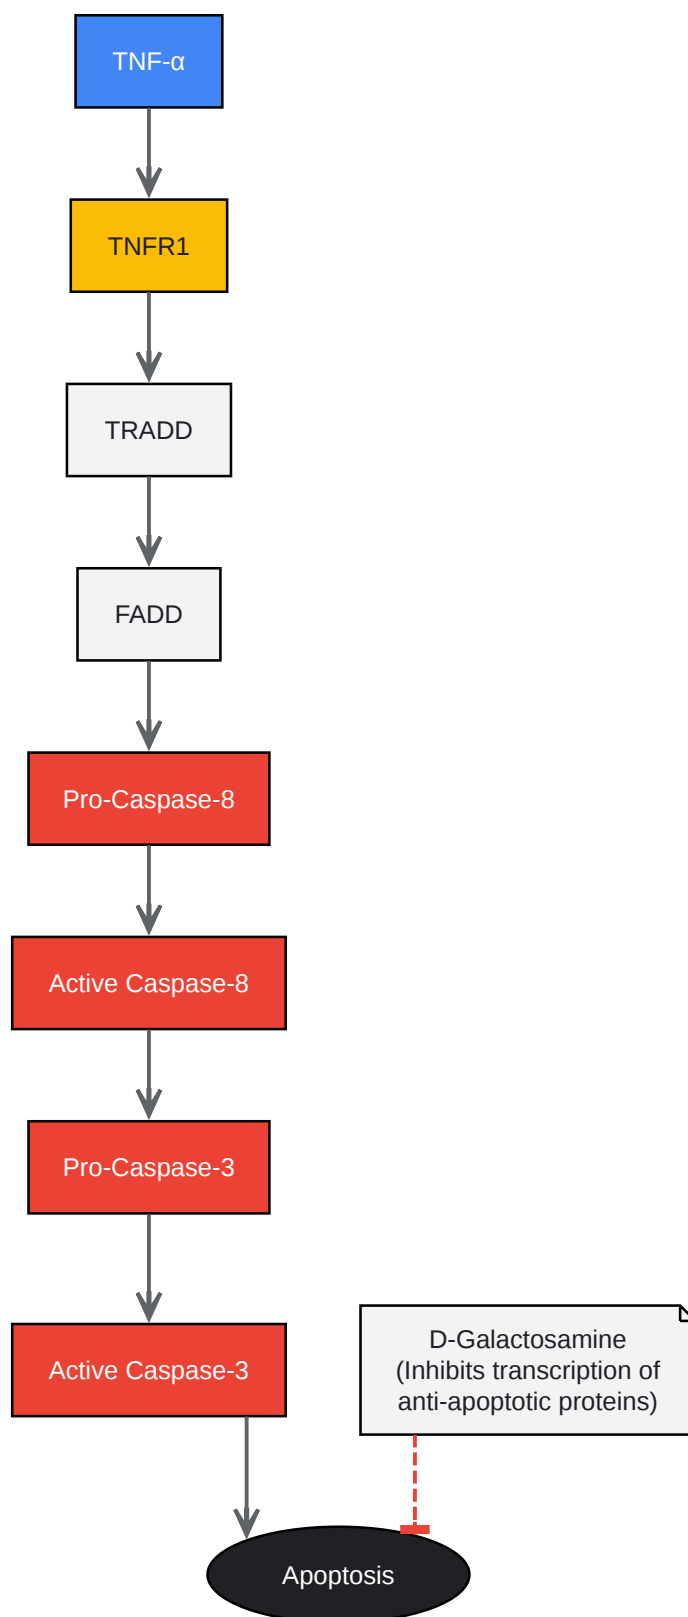 TNF-α
TNFR1
TRADD
FADD
Pro-Caspase-8
Active Caspase-8
Pro-Caspase-3
Active Caspase-3
D-Galactosamine
(Inhibits transcription of
anti-apoptotic proteins)
Apoptosis